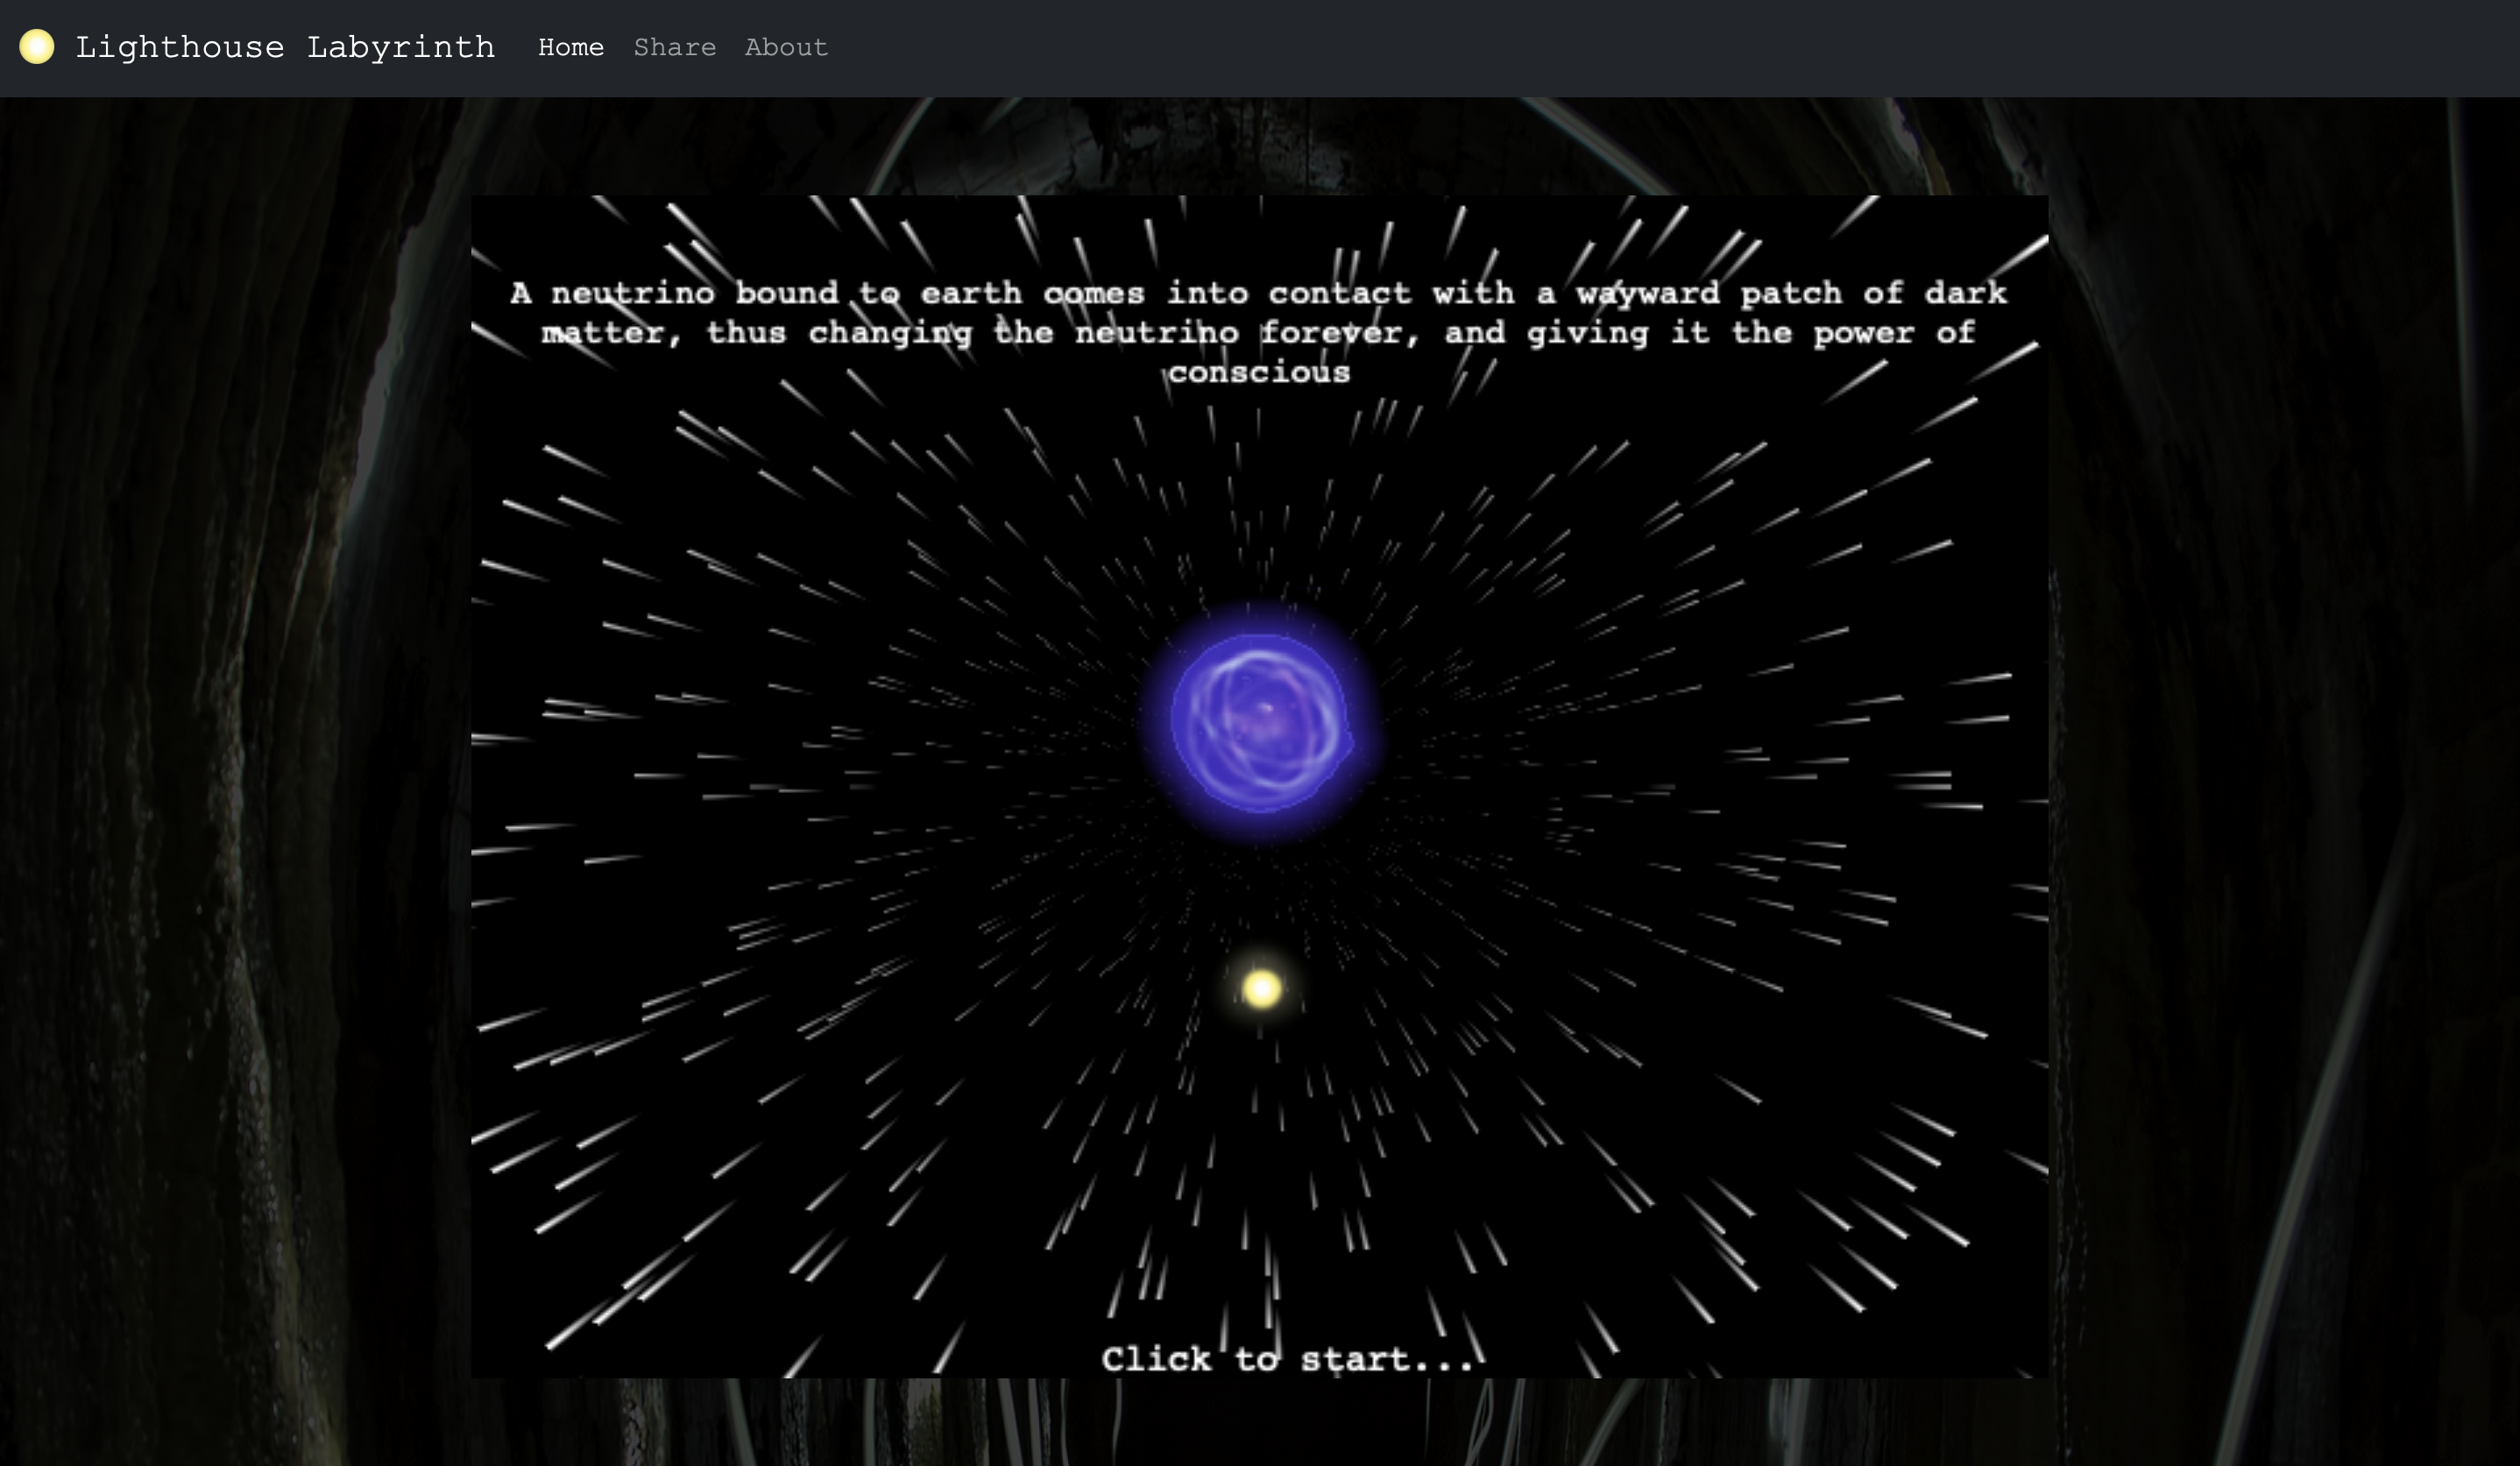 Lighthouse Labyrinth Home Share About
A neutrino bound to earth comes into contact with a wayward patch of dark
matter, thus changing the neutrino forever, and giving it the power of
conscious
Click to start...